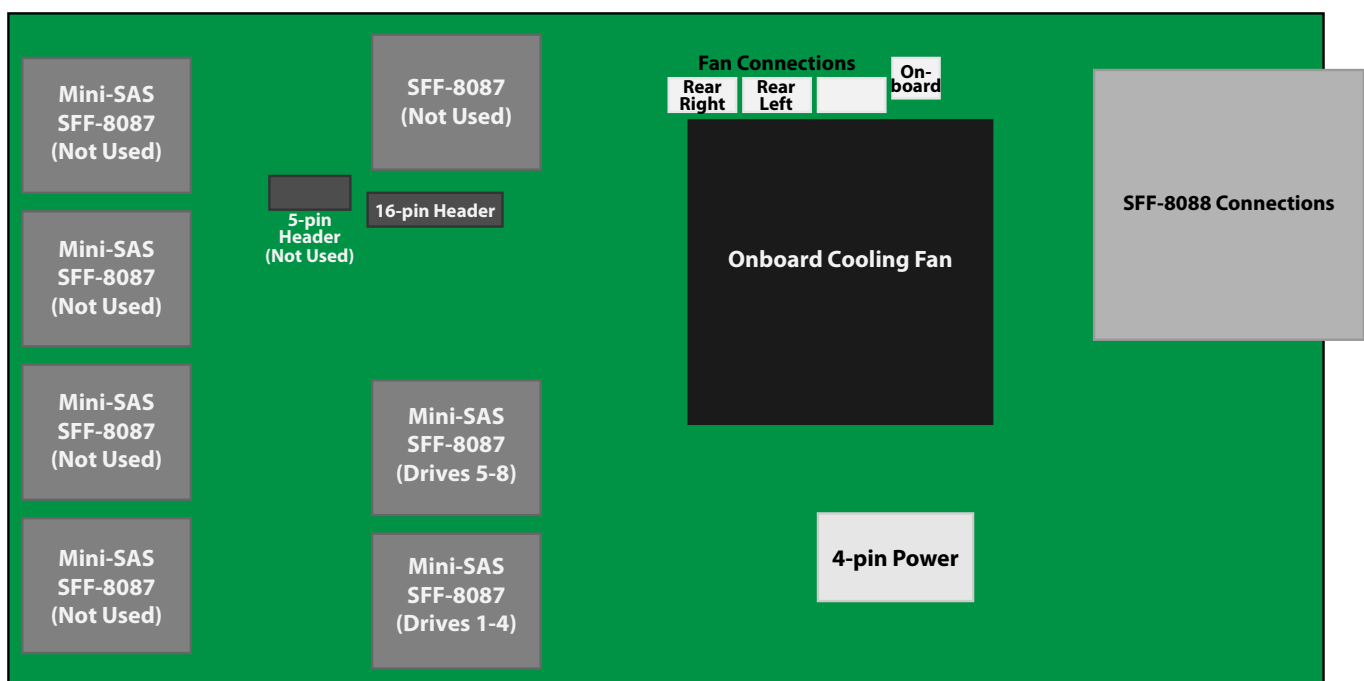 Mini-SAS
SFF-8087
(Not Used)
Mini-SAS
SFF-8087
(Not Used)
Mini-SAS
SFF-8087
(Not Used)
Mini-SAS
SFF-8087
(Not Used)
SFF-8087
(Not Used)
5-pin
Header
(Not Used)
16-pin Header
Mini-SAS
SFF-8087
(Drives 5-8)
Mini-SAS
SFF-8087
(Drives 1-4)
Fan Connections
Rear
Right
Rear
Left
On-
board
Onboard Cooling Fan
4-pin Power
SFF-8088 Connections